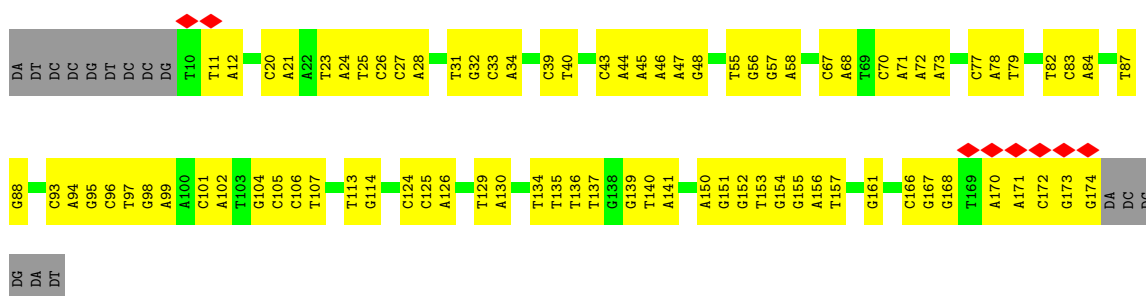 DA DT DC DC DG DT DC DC DG T10 T11 A12 C20 A21 A22 T23 A24 T25 C26 C27 A28 T31 G32 C33 A34 C39 T40 C43 A44 A45 A46 A47 G48 T55 G56 G57 A58 C67 A68 T69 C70 A71 A72 A73 C77 A78 T79 T82 C83 A84 T87
G88 C93 A94 G95 C96 T97 G98 A99 A100 C101 A102 T103 G104 C105 C106 T107 T113 G114 C124 C125 A126 T129 A130 T134 T135 T136 T137 G138 G139 T140 A141 A150 G151 G152 T153 G154 G155 A156 T157 G161 C166 G167 G168 T169 A170 A171 C172 G173 G174 DA DC
DG DA DT